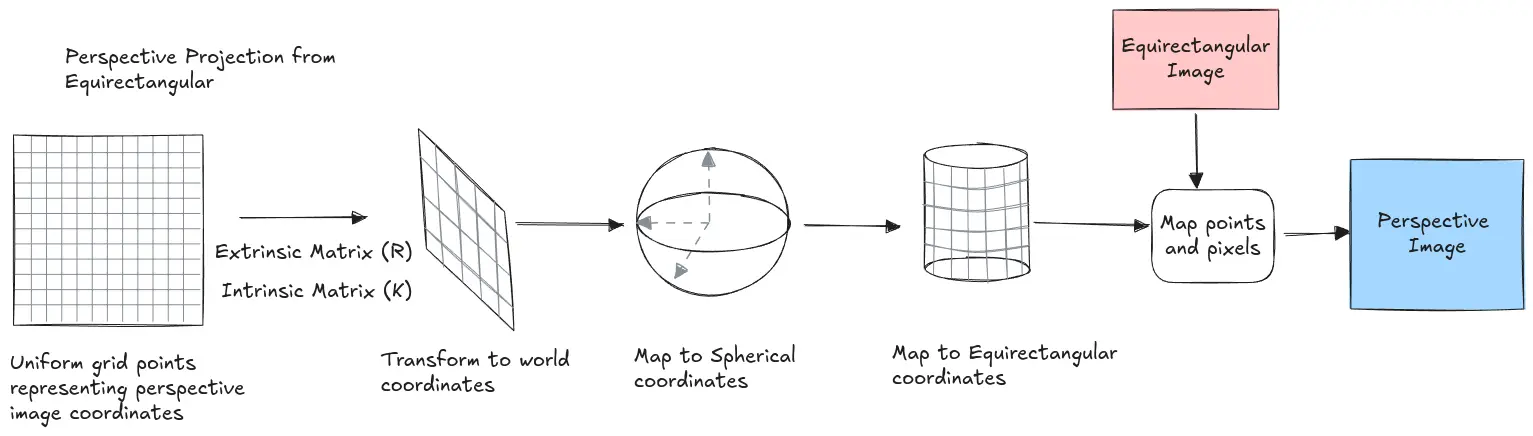 Perspective Projection from
Equirectangular
Equirectangular
Image
Extrinsic Matrix (R)
Intrinsic Matrix (K)
Map points
and pixels
Perspective
Image
Uniform grid points
representing perspective
image coordinates
Transform to world
coordinates
Map to Spherical
coordinates
Map to Equirectangular
coordinates